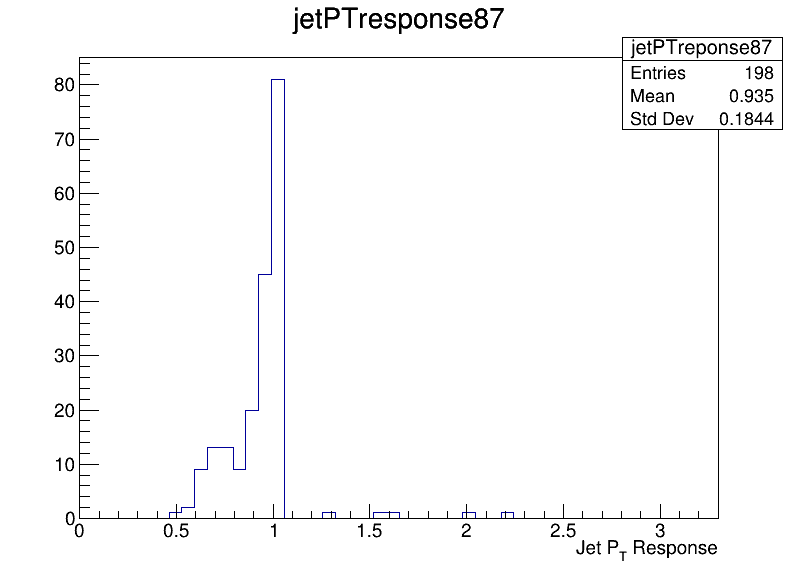 jetPTresponse87
jetPTreponse87
Entries 198
Mean 0.935
Std Dev 0.1844
80
70
60
50
40
30
20
10
0
0 0.5 1 1.5 2 2.5 3
Jet PT Response